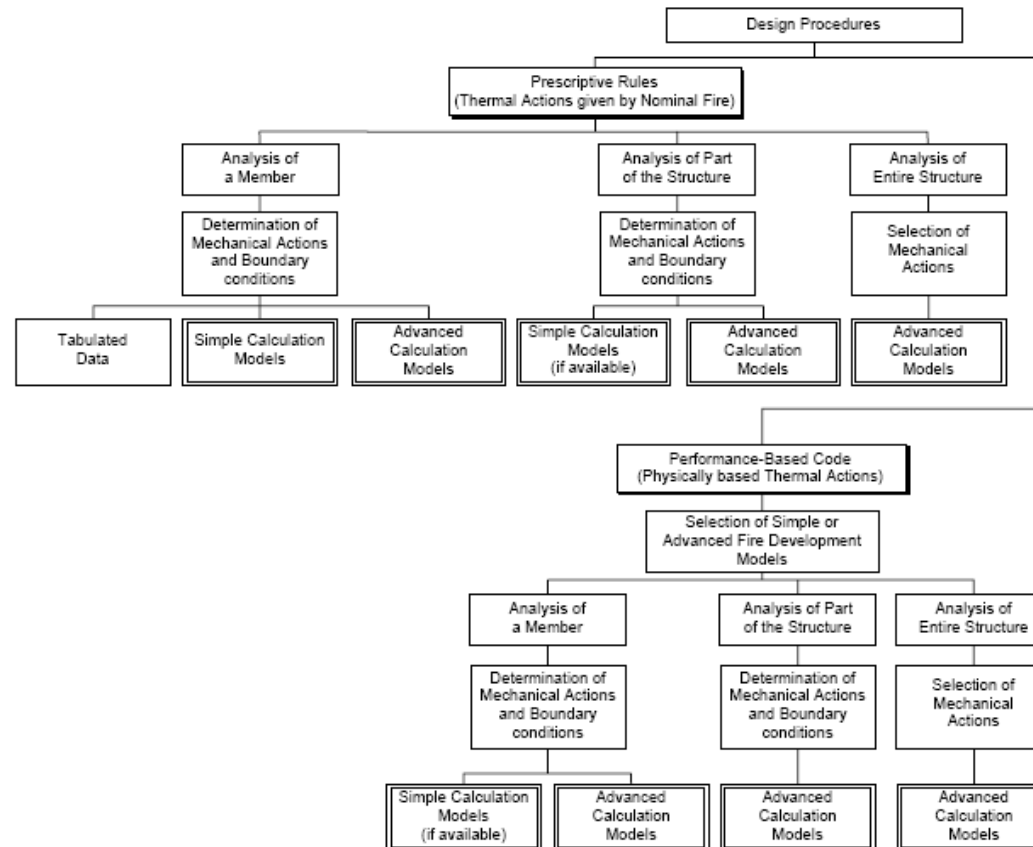 Design Procedures
Prescriptive Rules
(Thermal Actions given by Nominal Fire)
Analysis of
a Member
Analysis of Part
of the Structure
Analysis of
Entire Structure
Determination of
Mechanical Actions
and Boundary
conditions
Determination of
Mechanical Actions
and Boundary
conditions
Selection of
Mechanical
Actions
Tabulated
Data
Simple Calculation
Models
Advanced
Calculation
Models
Simple Calculation
Models
(if available)
Advanced
Calculation
Models
Advanced
Calculation
Models
Performance-Based Code
(Physically based Thermal Actions)
Selection of Simple or
Advanced Fire Development
Models
Analysis of
a Member
Analysis of Part
of the Structure
Analysis of
Entire Structure
Determination of
Mechanical Actions
and Boundary
conditions
Determination of
Mechanical Actions
and Boundary
conditions
Selection of
Mechanical
Actions
Simple Calculation
Models
(if available)
Advanced
Calculation
Models
Advanced
Calculation
Models
Advanced
Calculation
Models